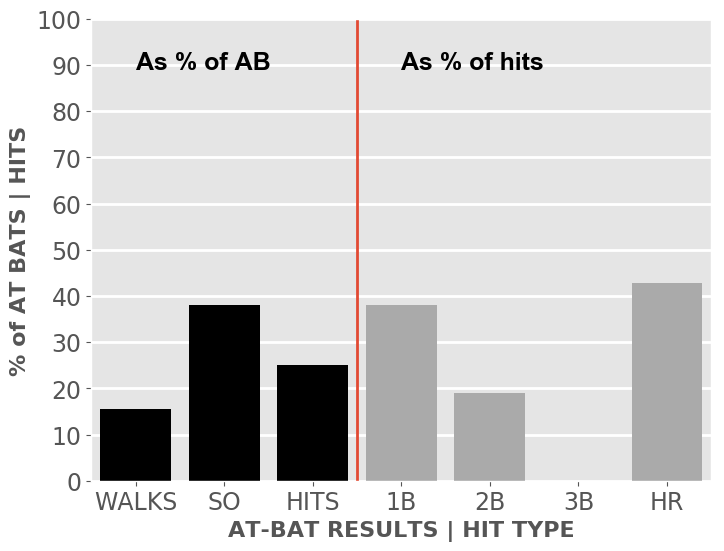 100
90
80
70
60
50
40
30
20
10
0
% of AT BATS | HITS
As % of AB
As % of hits
WALKS SO HITS 1B 2B 3B HR
AT-BAT RESULTS | HIT TYPE